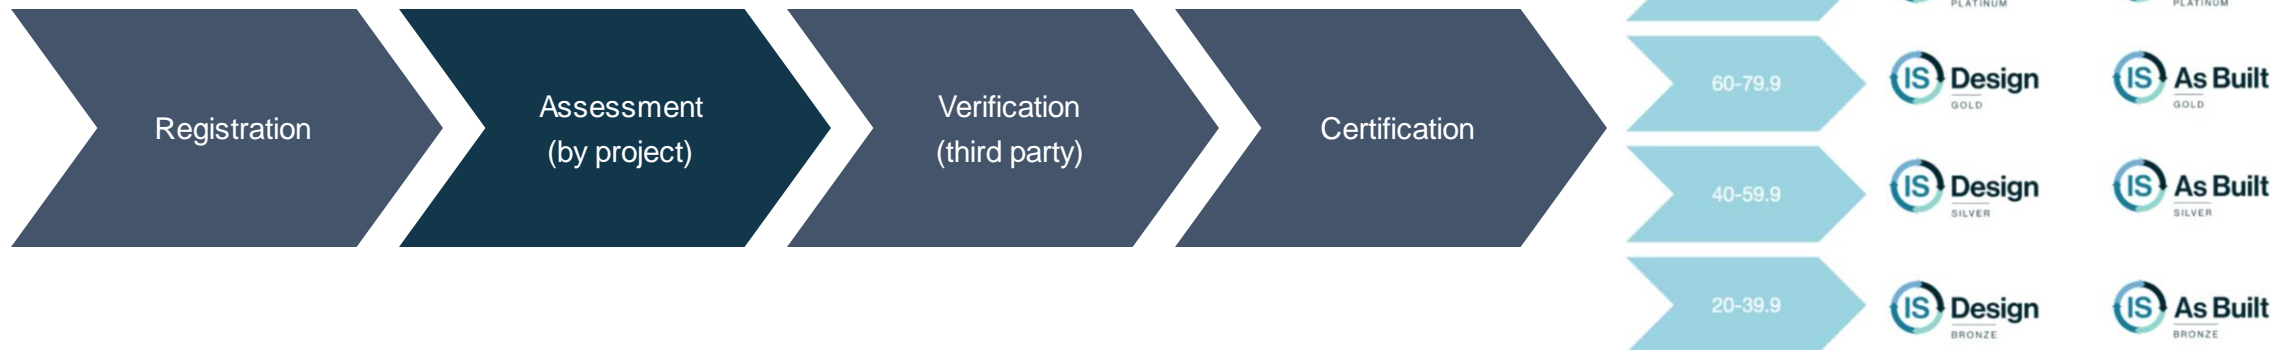 Registration
Assessment
(by project)
Verification
(third party)
Certification
PLATINUM
PLATINUM
60-79.9
IS Design
GOLD
IS As Built
GOLD
40-59.9
IS Design
SILVER
IS As Built
SILVER
20-39.9
IS Design
BRONZE
IS As Built
BRONZE